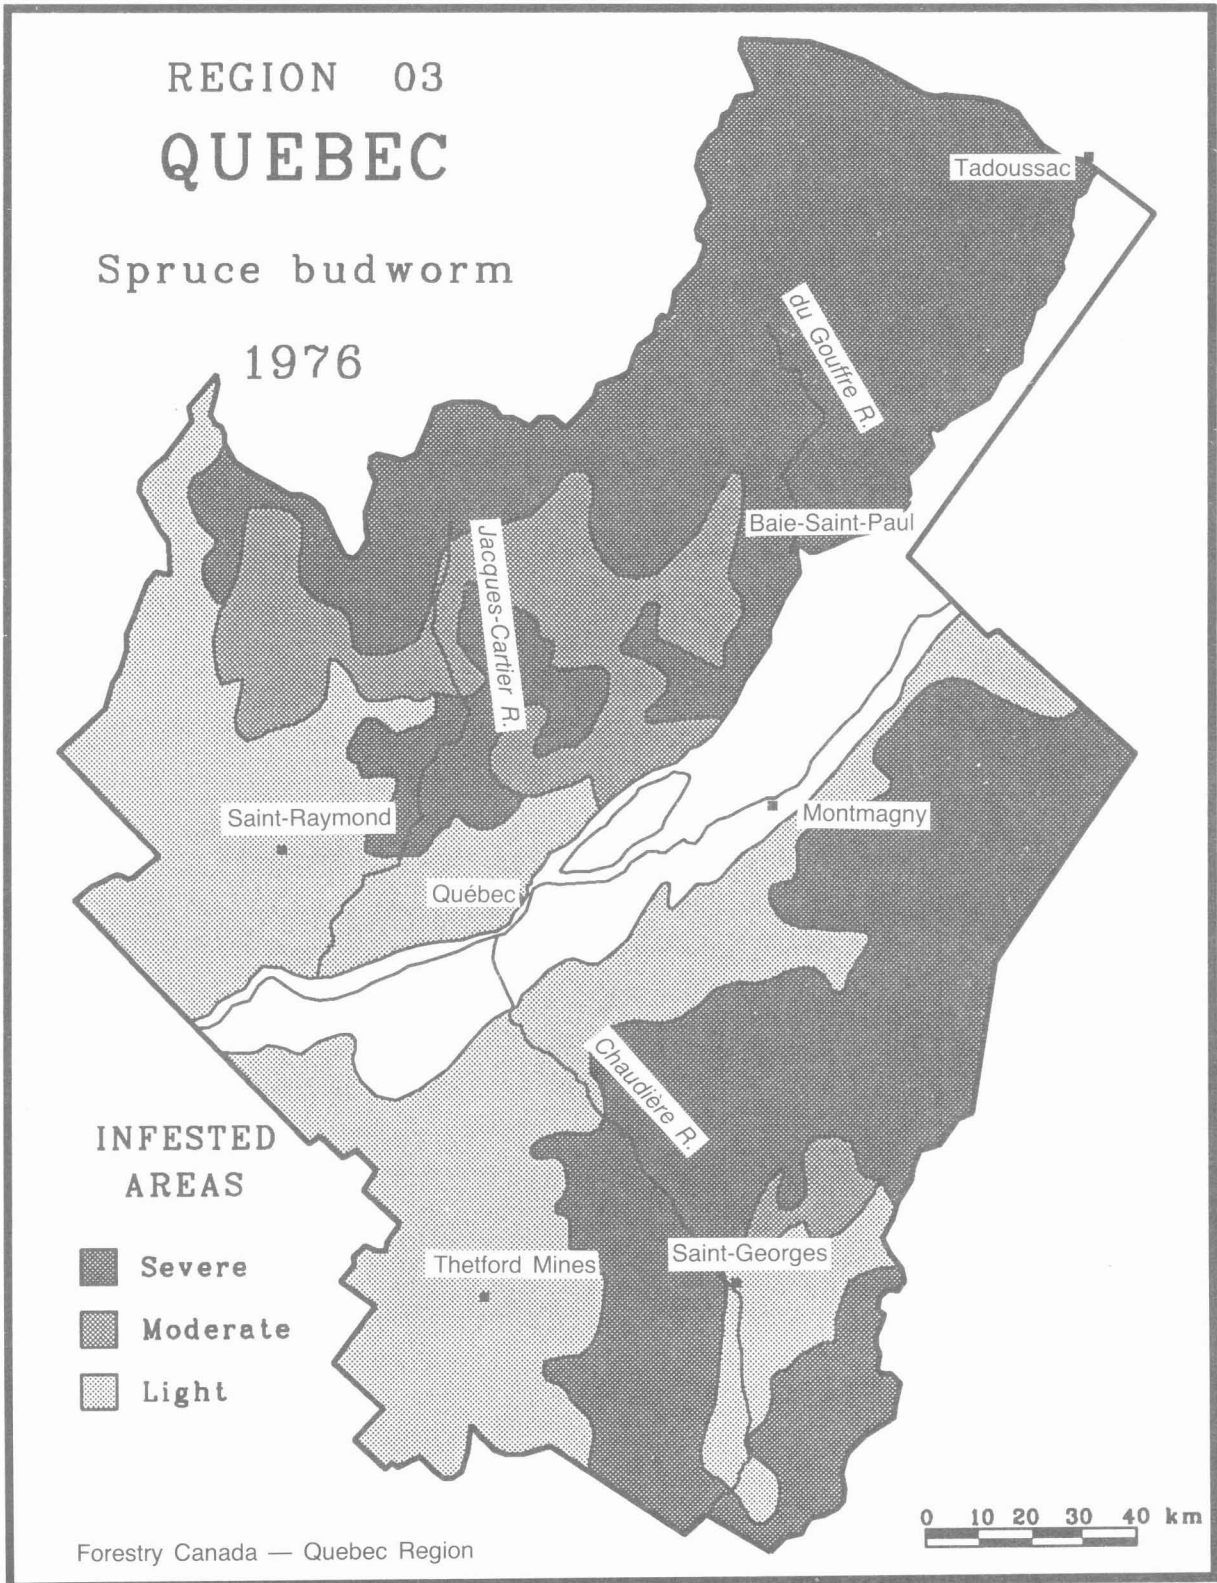 REGION 03
QUEBEC
Spruce budworm
1976
Tadoussac
du Gouffre R.
Baie-Saint-Paul
Jacques-Cartier R.
Saint-Raymond
Montmagny
Québec
Chaudière R.
Saint-Georges
Thetford Mines
INFESTED
AREAS
Severe
Moderate
Light
0 10 20 30 40 km
Forestry Canada — Quebec Region